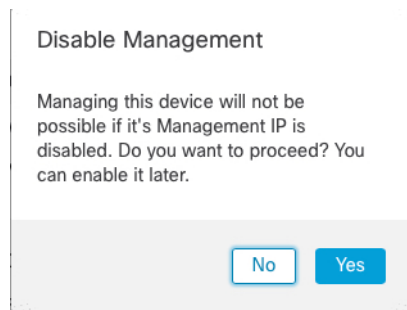 Disable Management
Managing this device will not be
possible if it's Management IP is
disabled. Do you want to proceed? You
can enable it later.
No
Yes